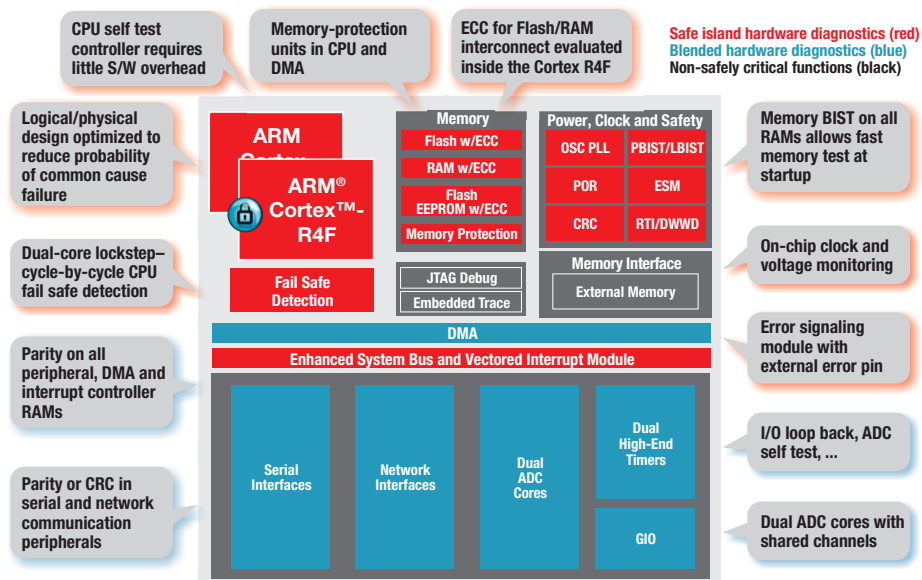 CPU self test
controller requires
little S/W overhead
Memory-protection
units in CPU and
DMA
ECC for Flash/RAM
interconnect evaluated
inside the Cortex R4F
Safe island hardware diagnostics (red)
Blended hardware diagnostics (blue)
Non-safely critical functions (black)
Logical/physical
design optimized to
reduce probability
of common cause
failure
Dual-core lockstep–
cycle-by-cycle CPU
fail safe detection
Parity on all
peripheral, DMA and
interrupt controller
RAMs
Parity or CRC in
serial and network
communication
peripherals
ARM
Cortex
ARM®
Cortex™-
R4F
Fail Safe
Detection
Memory
Flash w/ECC
RAM w/ECC
Flash
EEPROM w/ECC
Memory Protection
JTAG Debug
Embedded Trace
Power, Clock and Safety
OSC PLL
PBIST/LBIST
POR
ESM
CRC
RTI/DWWD
Memory Interface
External Memory
DMA
Enhanced System Bus and Vectored Interrupt Module
Serial
Interfaces
Network
Interfaces
Dual
ADC
Cores
Dual
High-End
Timers
GIO
Memory BIST on all
RAMs allows fast
memory test at
startup
On-chip clock and
voltage monitoring
Error signaling
module with
external error pin
I/O loop back, ADC
self test, ...
Dual ADC cores with
shared channels